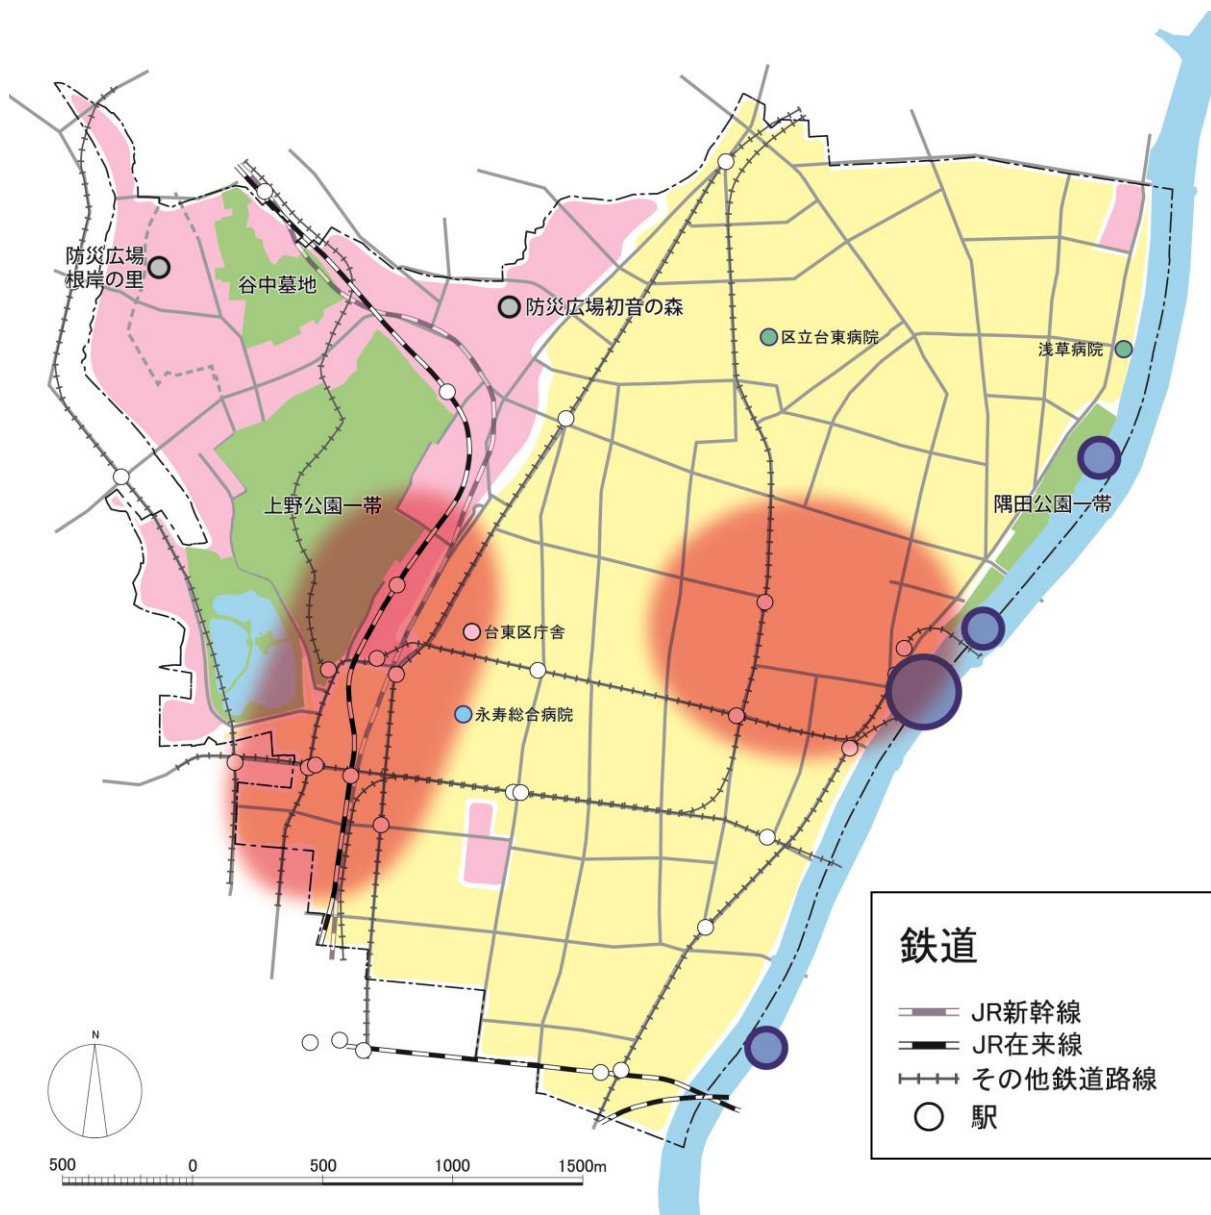 防災広場
根岸の里
谷中墓地
防災広場初音の森
区立台東病院
浅草病院
上野公園一帯
隅田公園一帯
台東区庁舎
永寿総合病院
鉄道
JR新幹線
JR在来線
その他鉄道路線
駅
N
500 0 500 1000 1500m